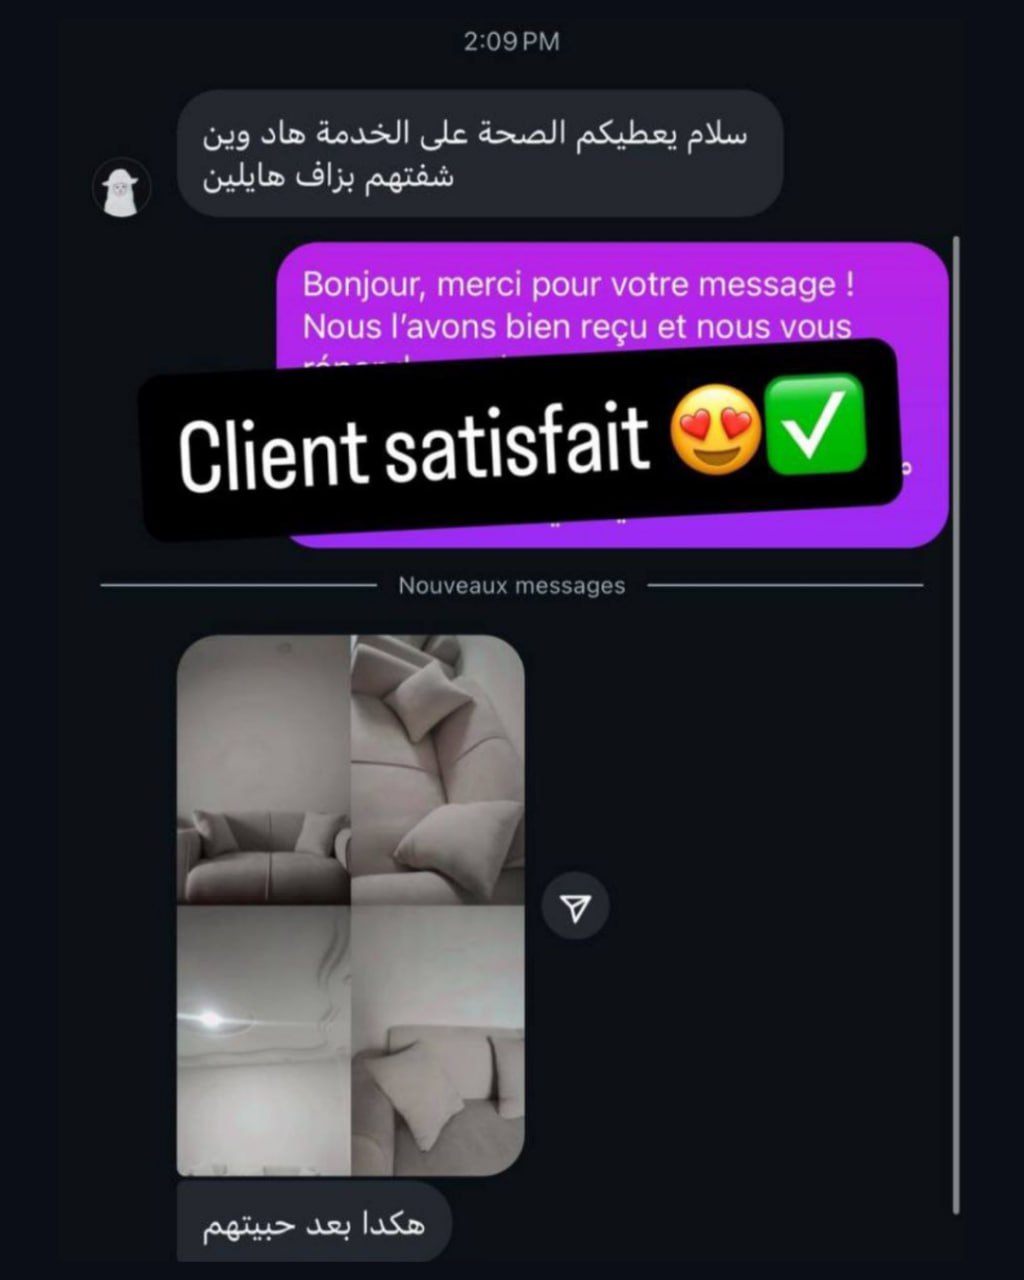 2:09 PM
سلام يعطيكم الصحة على الخدمة هاد وين
شفتهم بزاف هايلين
Bonjour, merci pour votre message !
Nous l’avons bien reçu et nous vous
Client satisfait 😍✅
Nouveaux messages
هكدا بعد حبيتهم